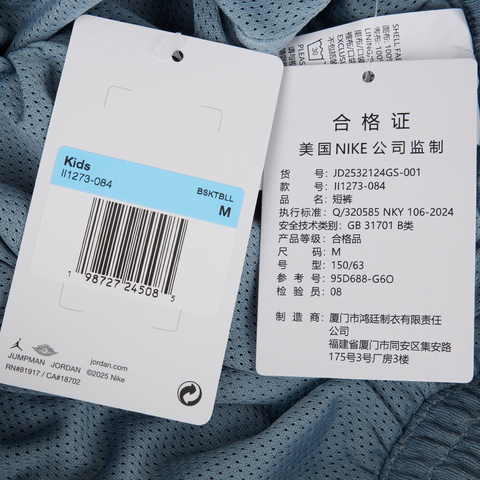 Kids
II1273-084
BSKTBLL
M
1 98727 24508 5
JUMPMAN JORDAN
jordan.com
RN#81917 / CA#18702
©2025 Nike
合格证
美国NIKE公司监制
货 号: JD2532124GS-001
款 号: II1273-084
品 名: 短裤
执行标准: Q/320585 NKY 106-2024
安全技术类别: GB 31701 B类
产品等级: 合格品
尺 码: M
号 型: 150/63
参 考 号: 95D688-G6O
检 验 员: 08
制 造 商: 厦门市鸿廷制衣有限责任
公司
福建省厦门市同安区集安路
175号3号厂房3楼
SHELL FAB
LINING:
EXCLUSIV
PLEASE
30